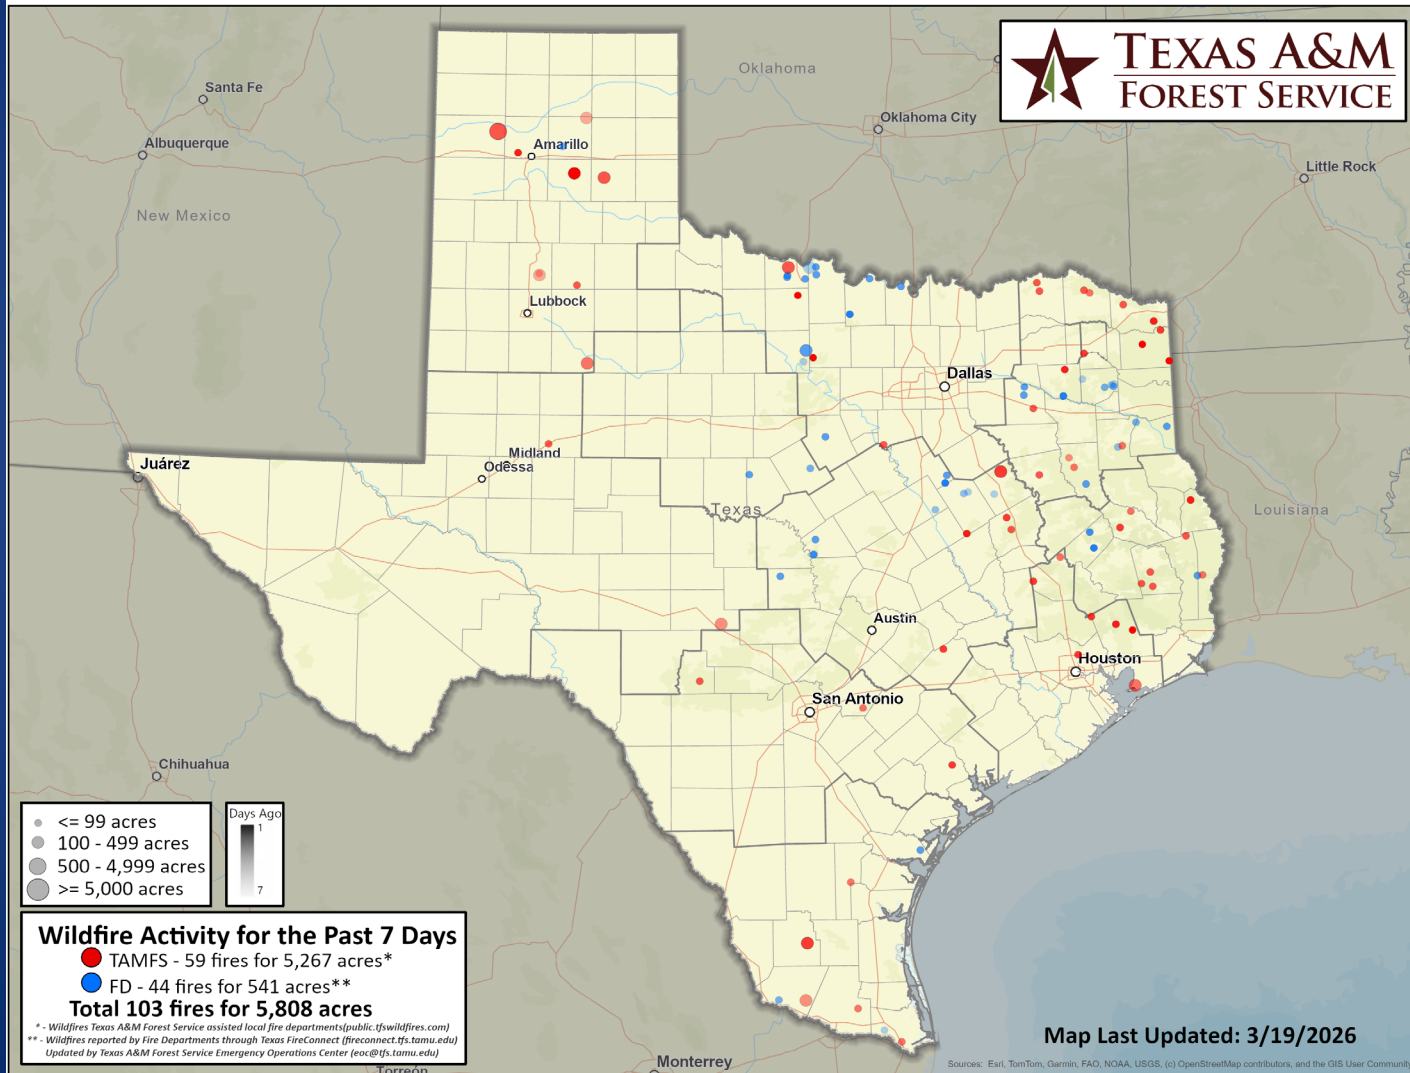 TEXAS A&M
FOREST SERVICE
Oklahoma
Santa Fe
Oklahoma City
Albuquerque
Amarillo
Little Rock
New Mexico
Lubbock
Dallas
Midland
Odessa
Juárez
Texas
Louisiana
Austin
Houston
San Antonio
Chihuahua
<= 99 acres
100 - 499 acres
500 - 4,999 acres
>= 5,000 acres
Days Ago
1
7
Wildfire Activity for the Past 7 Days
TAMFS - 59 fires for 5,267 acres*
FD - 44 fires for 541 acres**
Total 103 fires for 5,808 acres
* - Wildfires Texas A&M Forest Service assisted local fire departments(public.tfswildfires.com)
** - Wildfires reported by Fire Departments through Texas FireConnect (fireconnect.tfs.tamu.edu)
Updated by Texas A&M Forest Service Emergency Operations Center (eoc@tfs.tamu.edu)
Map Last Updated: 3/19/2026
Monterrey
Sources: Esri, TomTom, Garmin, FAO, NOAA, USGS, (c) OpenStreetMap contributors, and the GIS User Community
Torreón